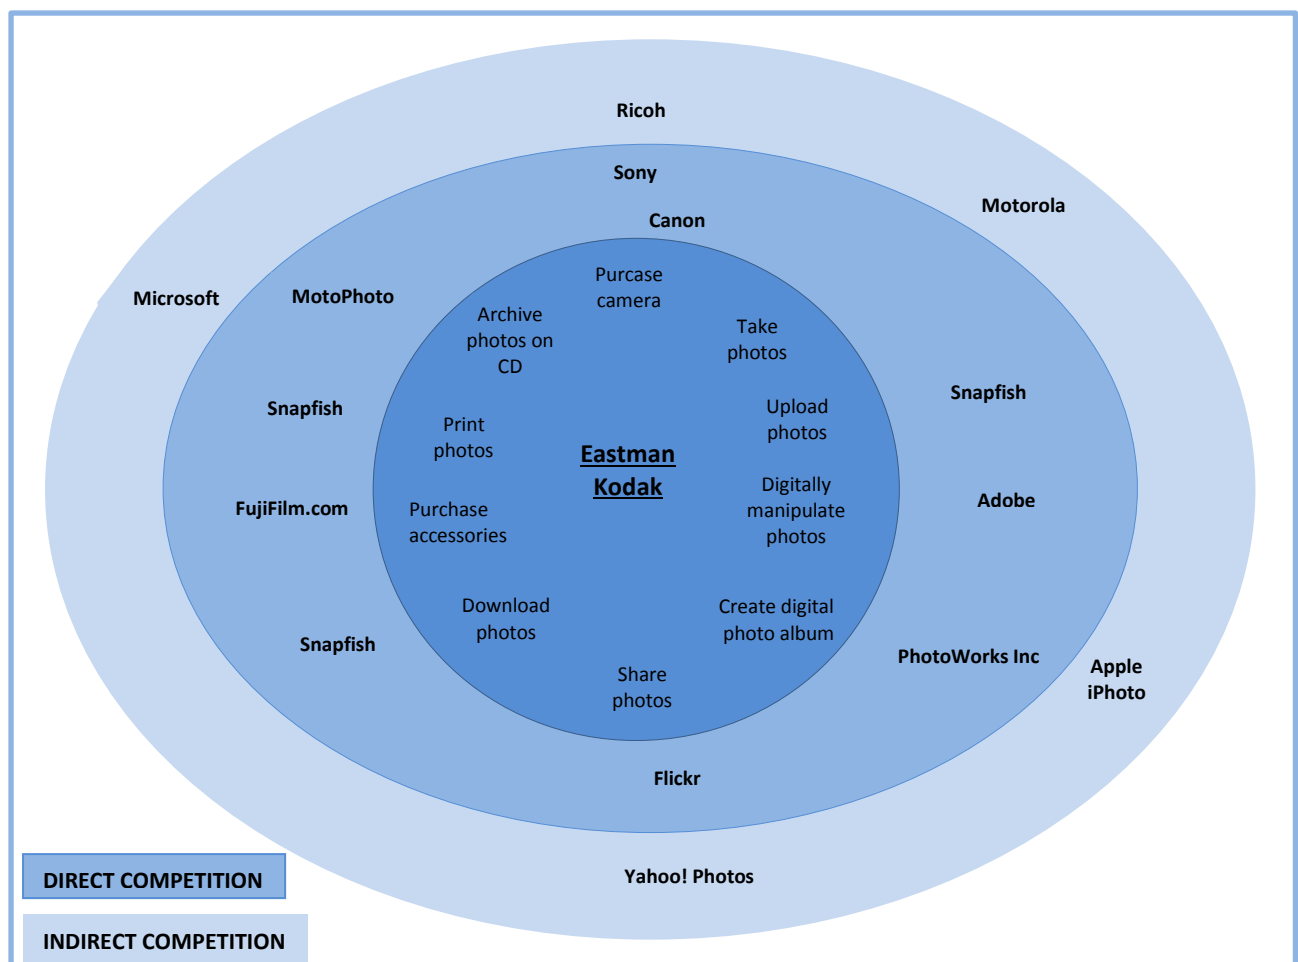 Ricoh
Sony
Motorola
Canon
Microsoft
MotoPhoto
Purcase
camera
Archive
photos on
CD
Take
photos
Snapfish
Snapfish
Upload
photos
Print
photos
Eastman
Kodak
FujiFilm.com
Purchase
accessories
Digitally
manipulate
photos
Adobe
Download
photos
Create digital
photo album
Snapfish
PhotoWorks Inc
Apple
iPhoto
Share
photos
Flickr
Yahoo! Photos
DIRECT COMPETITION
INDIRECT COMPETITION